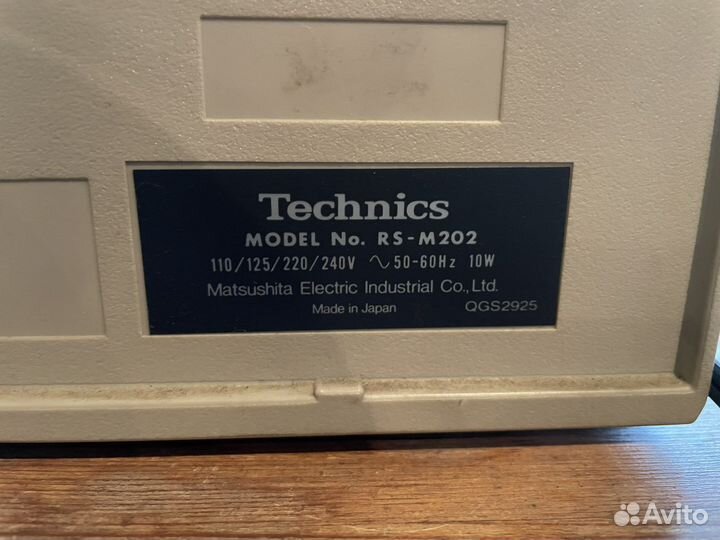 Technics
MODEL No. RS-M202
110/125/220/240V ∿50-60Hz 10W
Matsushita Electric Industrial Co., Ltd.
Made in Japan QGS2925
Avito